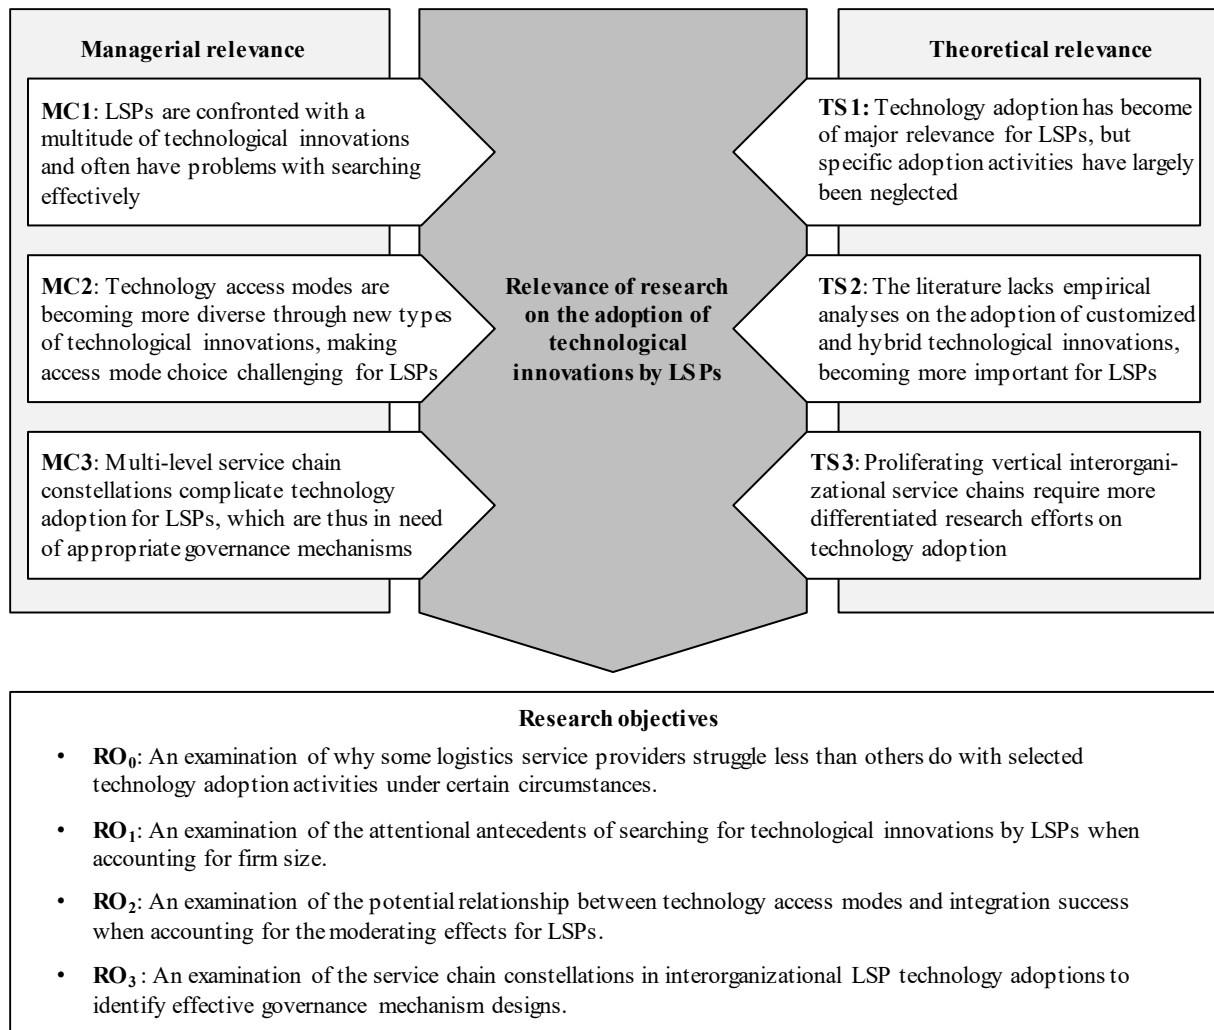 Managerial relevance
MC1: LSPs are confronted with a
multitude of technological innovations
and often have problems with searching
effectively
MC2: Technology access modes are
becoming more diverse through new types
of technological innovations, making
access mode choice challenging for LSPs
MC3: Multi-level service chain
constellations complicate technology
adoption for LSPs, which are thus in need
of appropriate governance mechanisms
Relevance of research
on the adoption of
technological
innovations by LSPs
Theoretical relevance
TS1: Technology adoption has become
of major relevance for LSPs, but
specific adoption activities have largely
been neglected
TS2: The literature lacks empirical
analyses on the adoption of customized
and hybrid technological innovations,
becoming more important for LSPs
TS3: Proliferating vertical interorgani-
zational service chains require more
differentiated research efforts on
technology adoption
Research objectives
• RO₀: An examination of why some logistics service providers struggle less than others do with selected
technology adoption activities under certain circumstances.
• RO₁: An examination of the attentional antecedents of searching for technological innovations by LSPs when
accounting for firm size.
• RO₂: An examination of the potential relationship between technology access modes and integration success
when accounting for the moderating effects for LSPs.
• RO₃: An examination of the service chain constellations in interorganizational LSP technology adoptions to
identify effective governance mechanism designs.